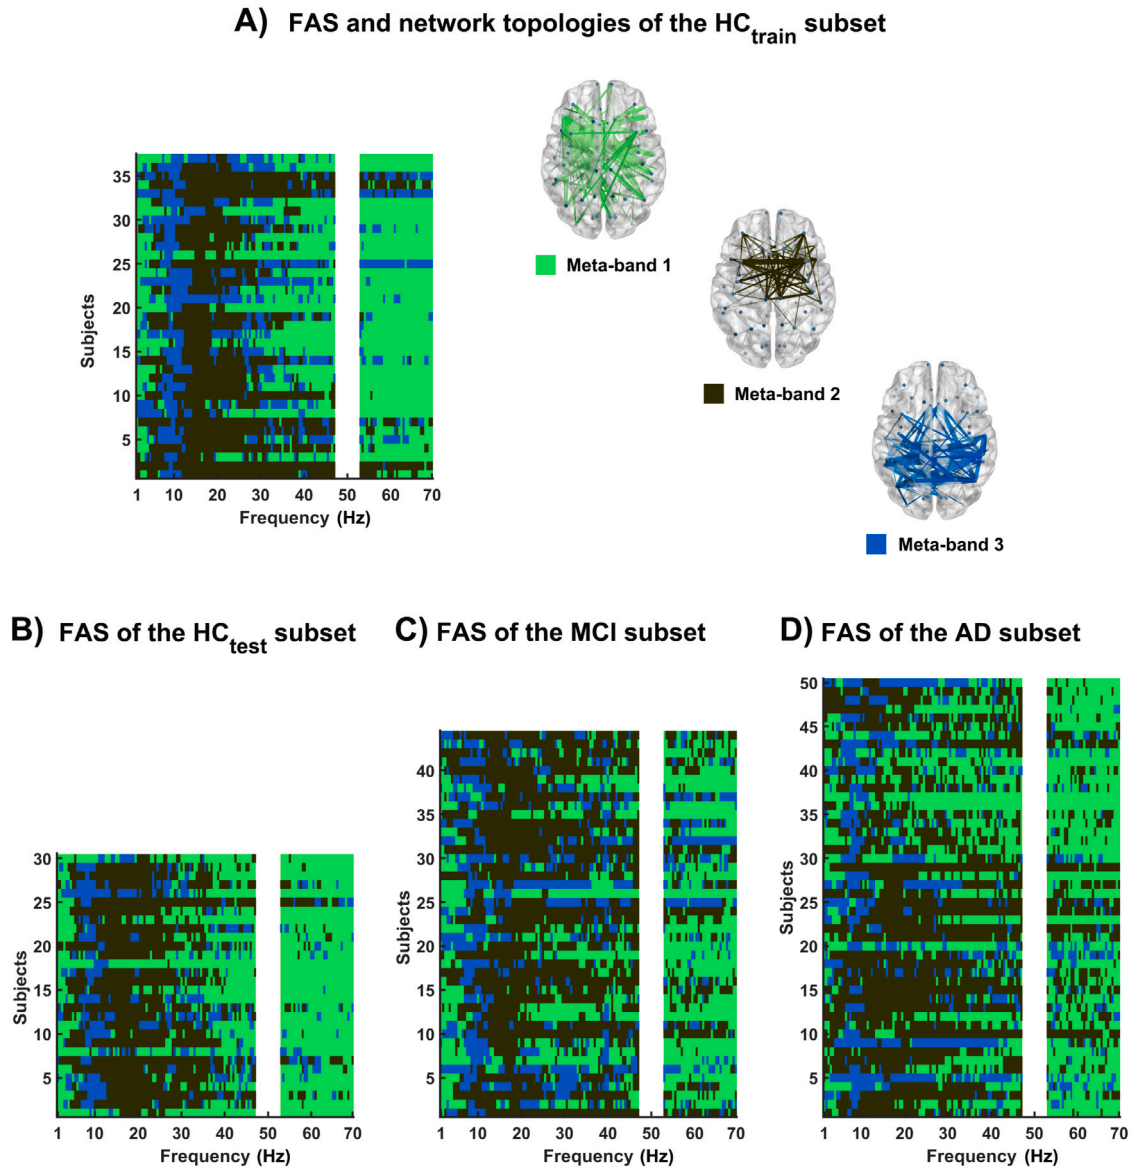 A) FAS and network topologies of the HCtrain subset
35
30
25
20
15
10
5
Subjects
1 10 20 30 40 50 60 70
Frequency (Hz)
Meta-band 1
Meta-band 2
Meta-band 3
B) FAS of the HCtest subset
30
25
20
15
10
5
Subjects
1 10 20 30 40 50 60 70
Frequency (Hz)
C) FAS of the MCI subset
40
35
30
25
20
15
10
5
Subjects
1 10 20 30 40 50 60 70
Frequency (Hz)
D) FAS of the AD subset
50
45
40
35
30
25
20
15
10
5
Subjects
1 10 20 30 40 50 60 70
Frequency (Hz)